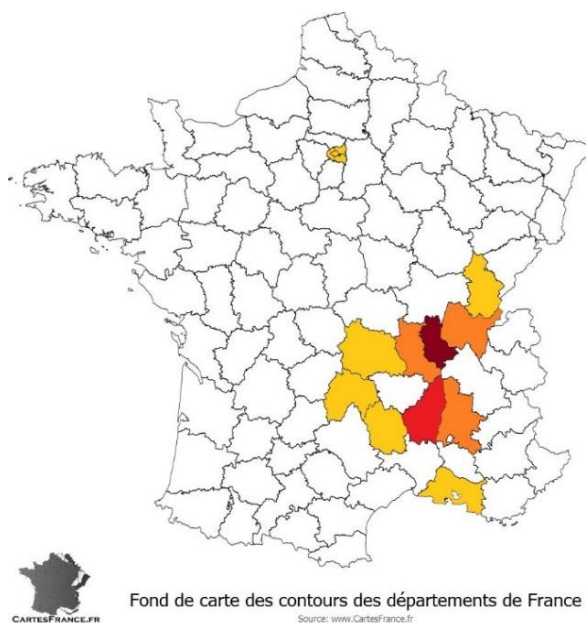 Fond de carte des contours des départements de France
CARTESFRANCE.FR
Source: www.CartesFrance.fr